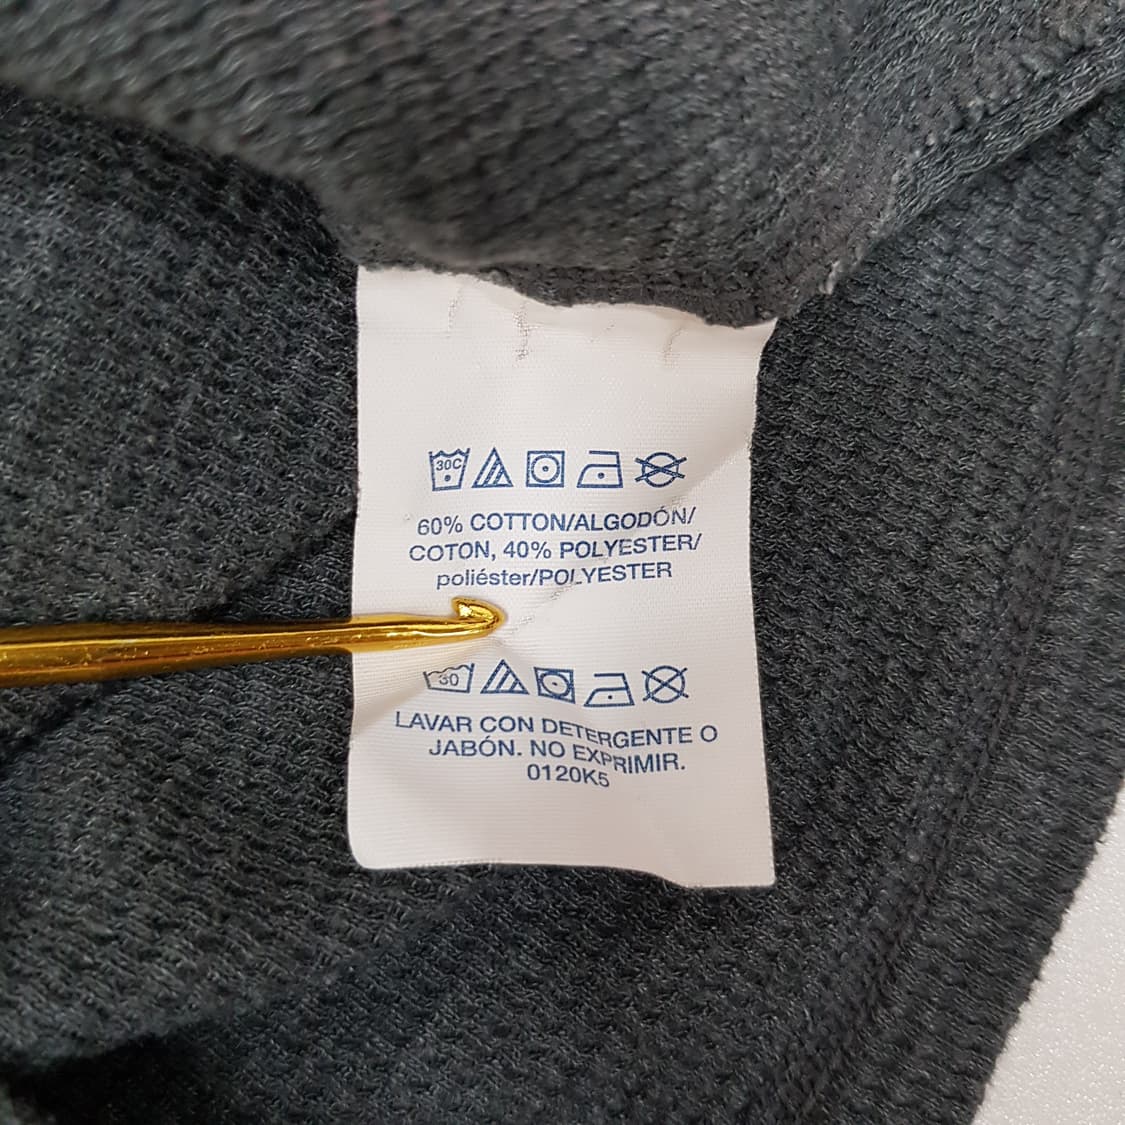 30C
60% COTTON/ALGODÓN/
COTON, 40% POLYESTER/
poliéster/POLYESTER
30
LAVAR CON DETERGENTE O
JABÓN. NO EXPRIMIR.
0120K5